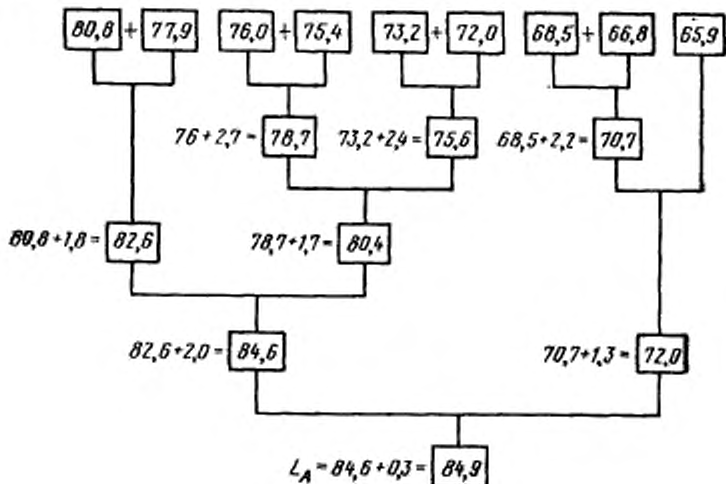 80,8 + 77,9 76,0 + 75,4 73,2 + 72,0 68,5 + 66,8 65,9
76 + 2,7 = 78,7 73,2 + 2,4 = 75,6 68,5 + 2,2 = 70,7
80,8 + 1,8 = 82,6 78,7 + 1,7 = 80,4
82,6 + 2,0 = 84,6 70,7 + 1,3 = 72,0
L_A = 84,6 + 0,3 = 84,9